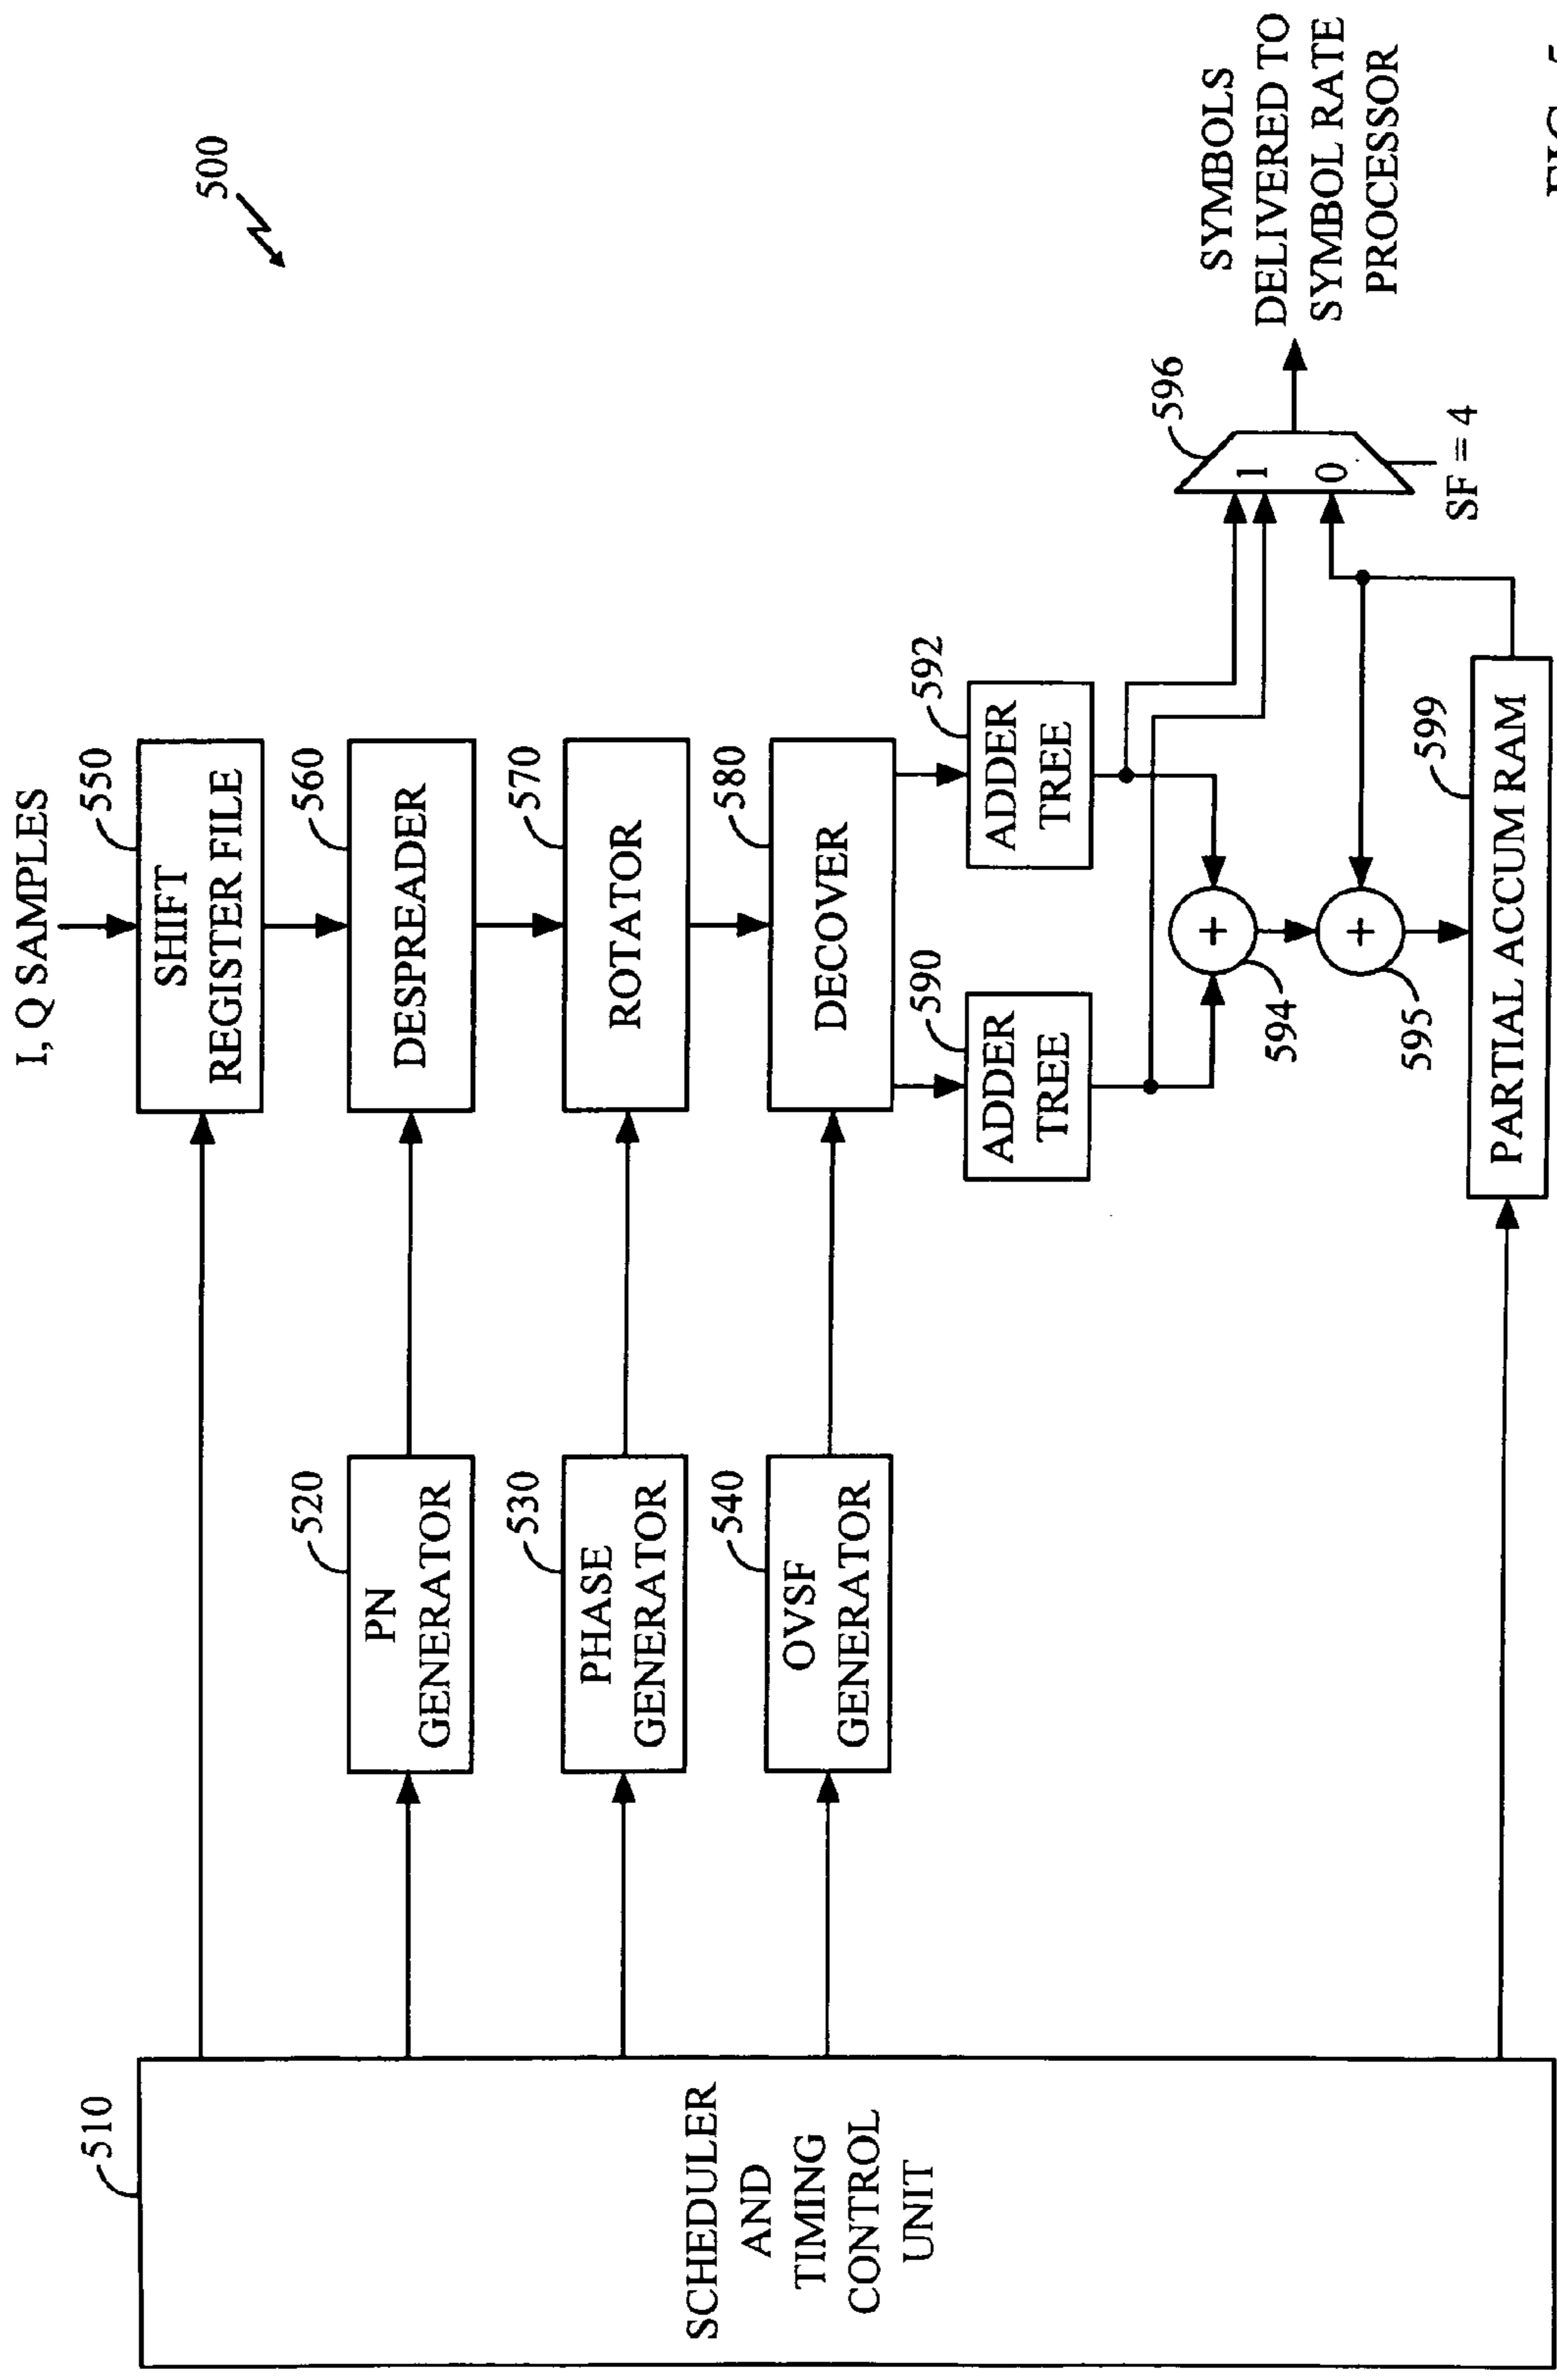 500
I, Q SAMPLES
550
SHIFT
REGISTER FILE
510
SCHEDULER
AND
TIMING
CONTROL
UNIT
520
PN
GENERATOR
560
DESPREADER
530
PHASE
GENERATOR
570
ROTATOR
540
OVSF
GENERATOR
580
DECOVER
590
ADDER
TREE
592
ADDER
TREE
+
594
+
595
599
PARTIAL ACCUM RAM
596
1
0
SF = 4
SYMBOLS
DELIVERED TO
SYMBOL RATE
PROCESSOR